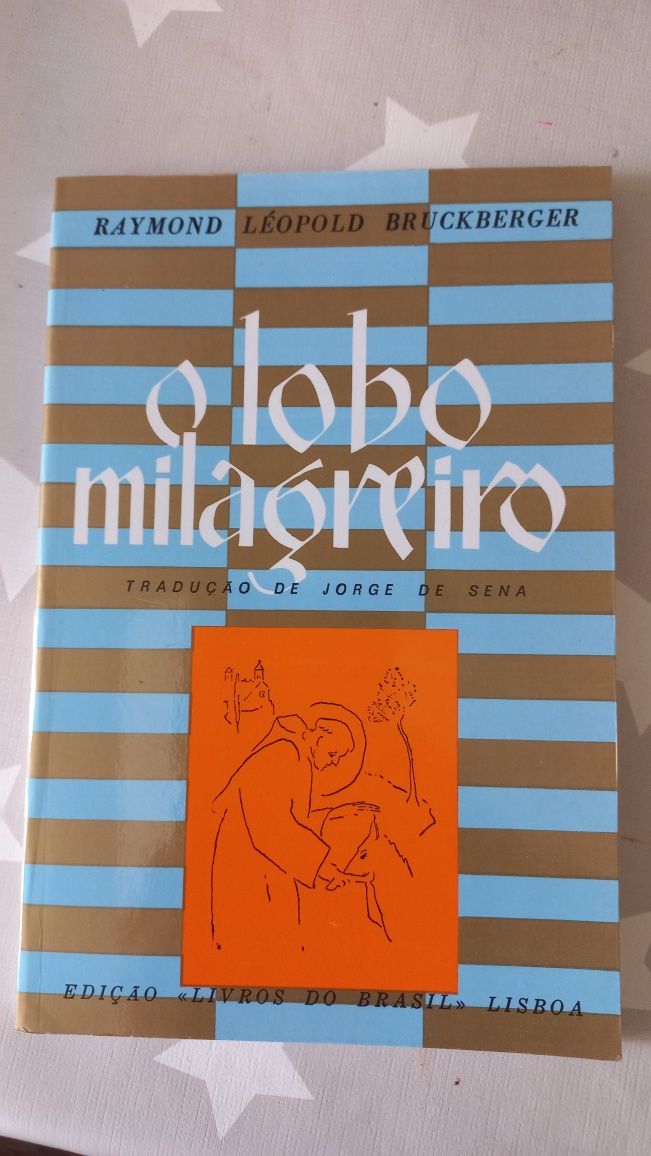 RAYMOND LÉOPOLD BRUCKBERGER
o lobo
milagreiro
TRADUÇÃO DE JORGE DE SENA
EDIÇÃO «LIVROS DO BRASIL» LISBOA